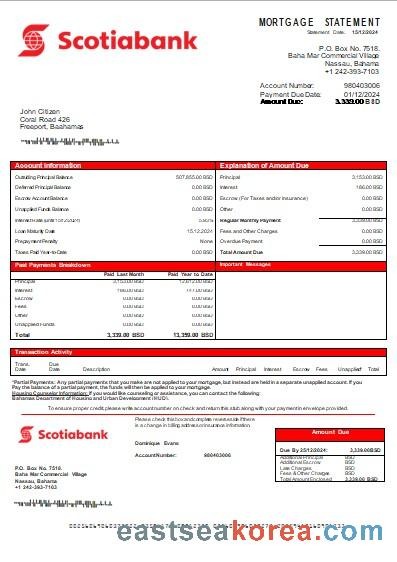 Scotiabank
MORTGAGE STATEMENT
Statement Date: 15/12/2024
P.O. Box No. 7518.
Baha Mar Commercial Village
Nassau, Bahama
+1 242-393-7103
Account Number: 980403006
Payment Due Date: 01/12/2024
Amount Due: 3,339.00 BSD
John Citizen
Coral Road 426
Freeport, Baahamas
Account Information
Outsiting Principal Balance 507,855.00 BSD
Deferred Principal Balance 0.00 BSD
Escrow Account Balance 0.00 BSD
Unapplied Funds Balance 0.00 BSD
Interest Rate (until 15/12/2024)
Loan Maturity Date 15.12.2024
Prepayment Penalty None
Taxes Paid Year-to-Date 0.00 BSD
Explanation of Amount Due
Principal 3,153.00 BSD
Interest 186.00 BSD
Escrow (For Taxes and/or Insurance) 0.00 BSD
Other 0.00 BSD
Regular Monthly Payment 3,339.00 BSD
Fees and Other Charges 0.00 BSD
Overdue Payment 0.00 BSD
Total Amount Due 3,339.00 BSD
Past Payments Breakdown
Paid Last Month Paid Year to Date
Principal 3,153.00 BSD 12,612.00 BSD
Interest 186.00 BSD 747.00 BSD
Escrow 0.00 BSD 0.00 BSD
Fees 0.00 BSD 0.00 BSD
Other 0.00 BSD 0.00 BSD
Unapplied Funds 0.00 BSD 0.00 BSD
Total 3,339.00 BSD 13,359.00 BSD
Important Messages
Transaction Activity
Trans. Date Due Date Description Amount Principal Interest Escrow Fees Unapplied* Total
*Partial Payments: Any partial payments that you make are not applied to your mortgage, but instead are held in a separate unapplied account. If you
Pay the balance of a partial payment, the funds will then be applied to your mortgage.
Housing Counselor Information: If you would like counseling or assistance, you can contact the following:
Bahamas Department of Housing and Urban Development (HUD).
To ensure proper credit, please write account number on check and return this stub along with your payment in envelope provided.
Scotiabank
Please check this box and complete reverse side if there
is a change in billing address or insurance information
Dominique Evans
Account Number: 980403006
P.O. Box No. 7518.
Baha Mar Commercial Village
Nassau, Bahama
+1 242-393-7103
Amount Due
Due By 25/12/2024: 3,339.00 BSD
Additional Principal BSD
Additional Escrow BSD
Late Charges BSD
Fees & Other Charges BSD
Total Amount Enclosed 3,339.00 BSD
eastseakorea.com